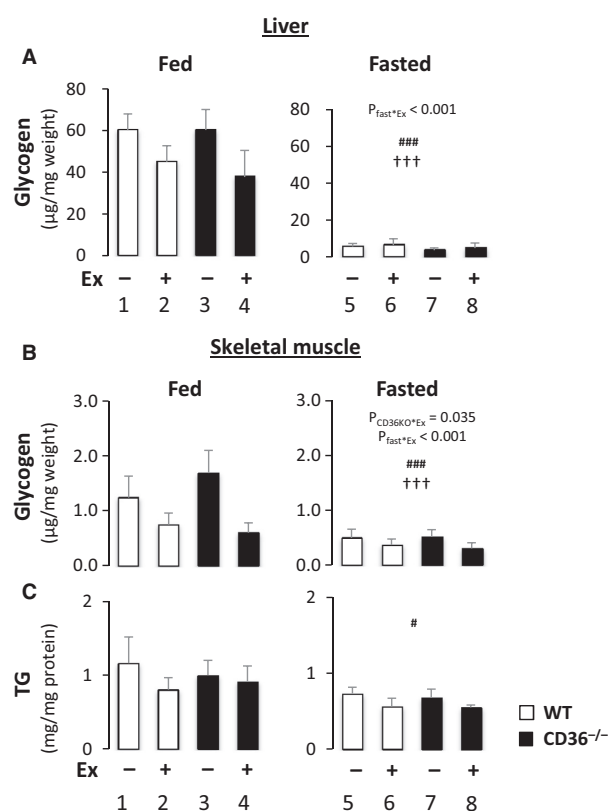 Liver
A
Fed
Fasted
Glycogen
(µg/mg weight)
80
60
40
20
0
80
60
40
20
0
P fast*Ex < 0.001
###
†††
Ex – + – + – + – +
1 2 3 4 5 6 7 8
B
Skeletal muscle
Fed
Fasted
Glycogen
(µg/mg weight)
3.0
2.0
1.0
0.0
3.0
2.0
1.0
0.0
P CD36KO*Ex = 0.035
P fast*Ex < 0.001
###
†††
C
TG
(mg/mg protein)
2
1
0
2
1
0
#
WT
CD36–/–
Ex – + – + – + – +
1 2 3 4 5 6 7 8